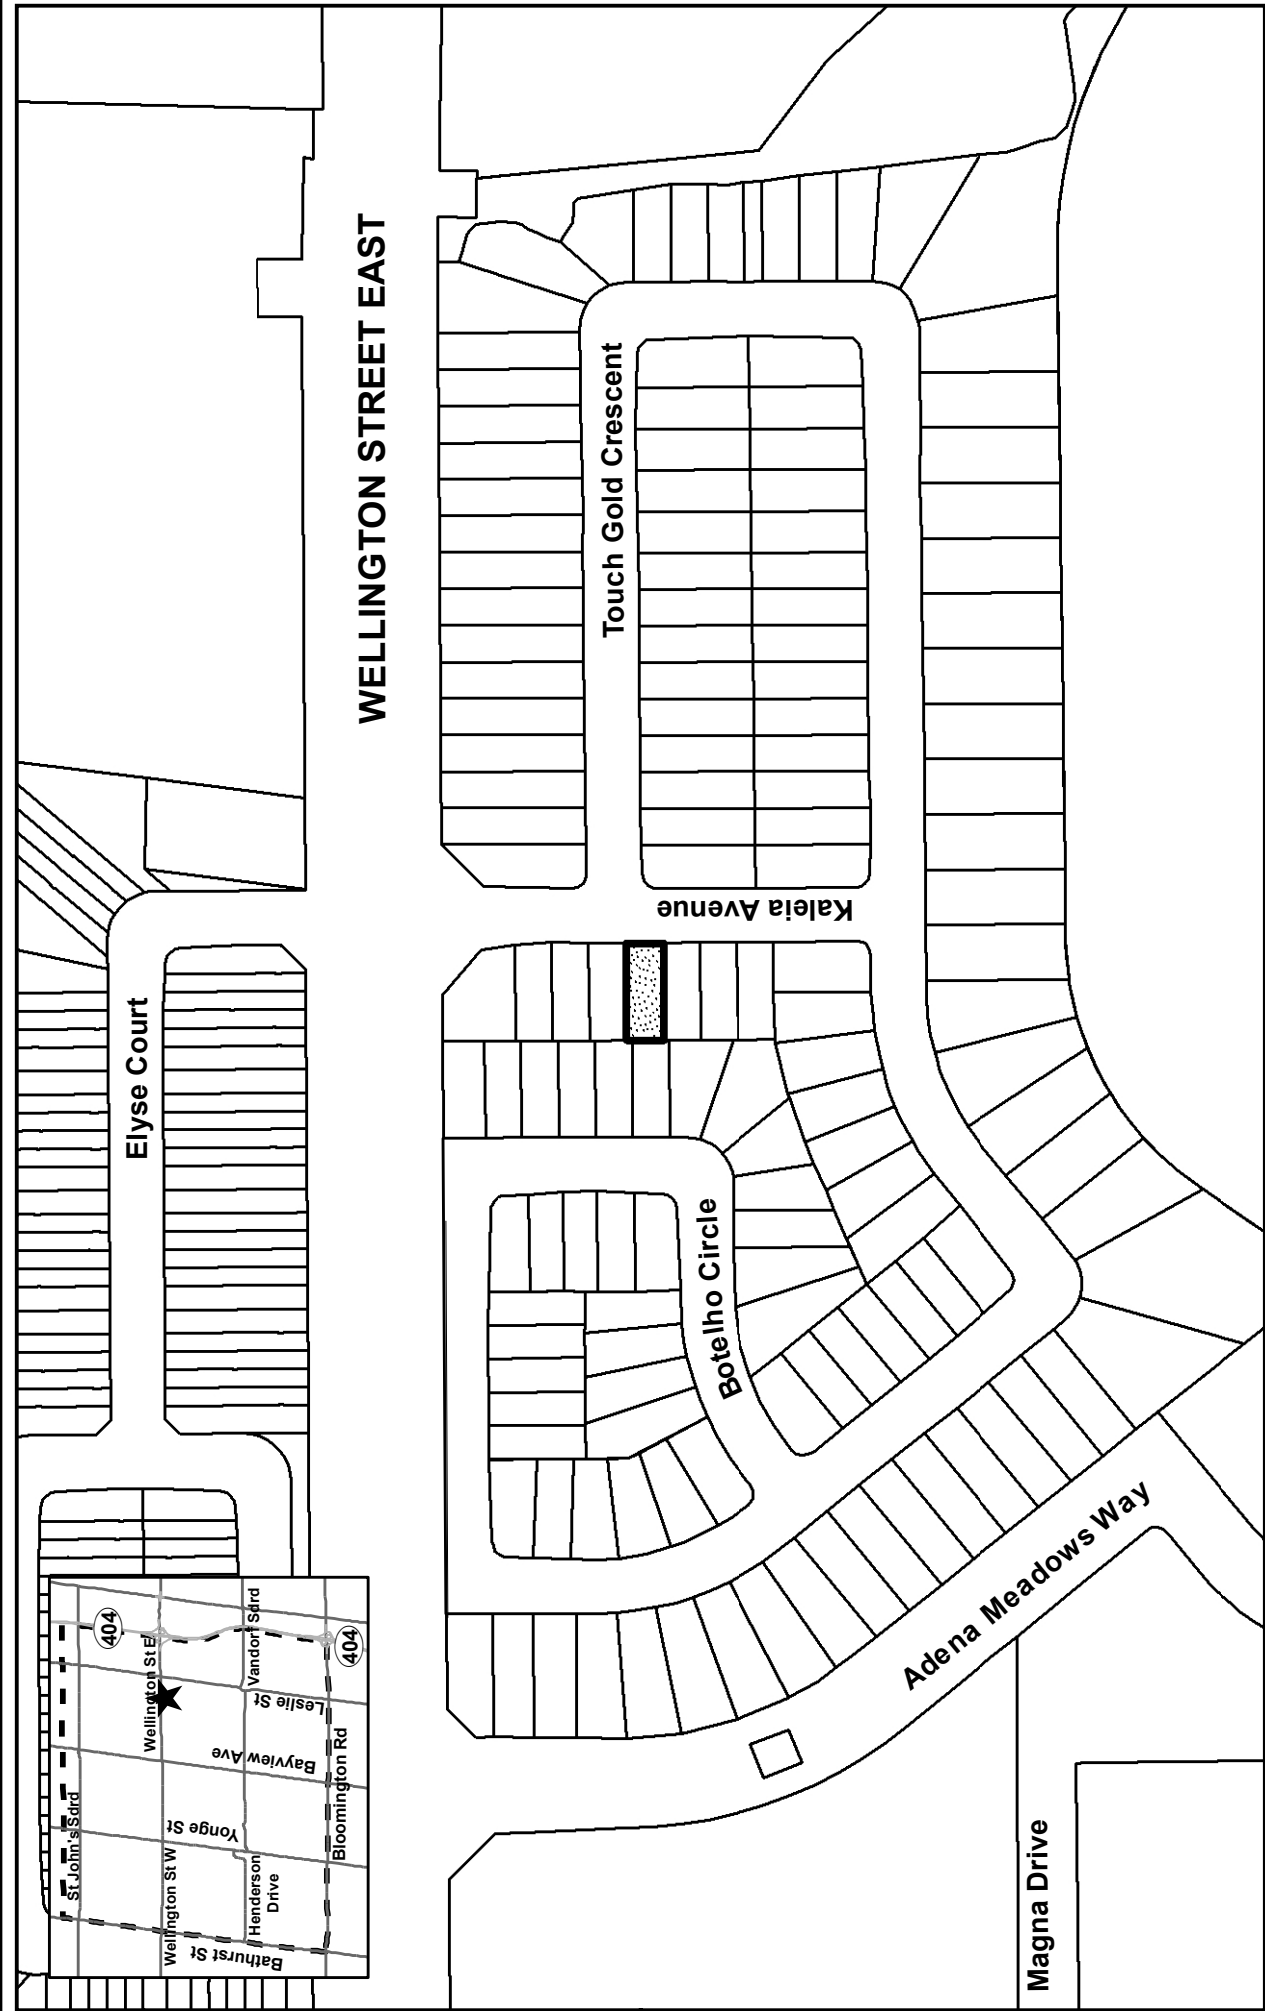 WELLINGTON STREET EAST
Touch Gold Crescent
Kaleia Avenue
Elyse Court
Botelho Circle
Adena Meadows Way
Magna Drive
404
404
Wellington St E
Vandorf Sdrd
Leslie St
Bayview Ave
Bloomington Rd
St John's Sdrd
Yonge St
Wellington St W
Henderson
Drive
Bathurst St